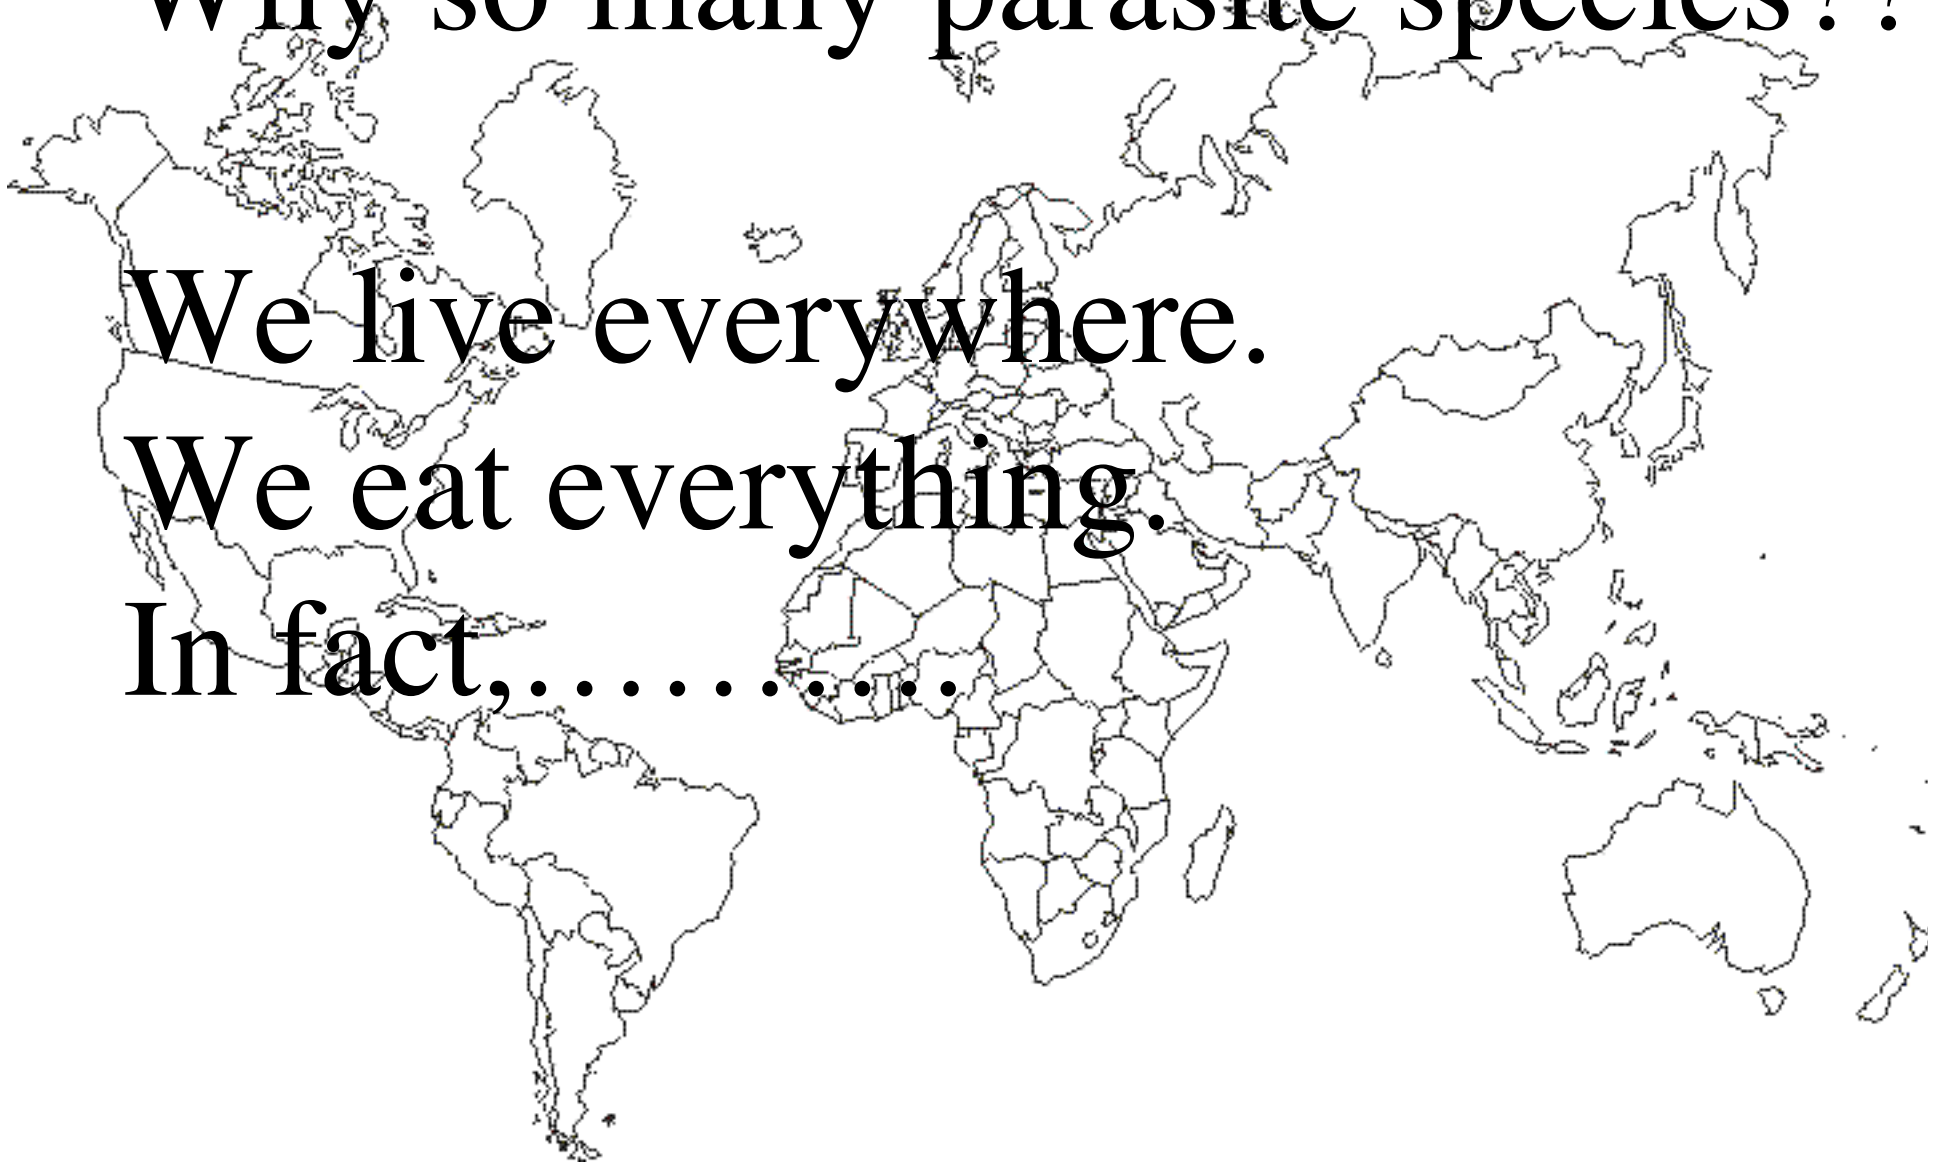 Why so many parasite species??
We live everywhere.
We eat everything.
In fact,…………